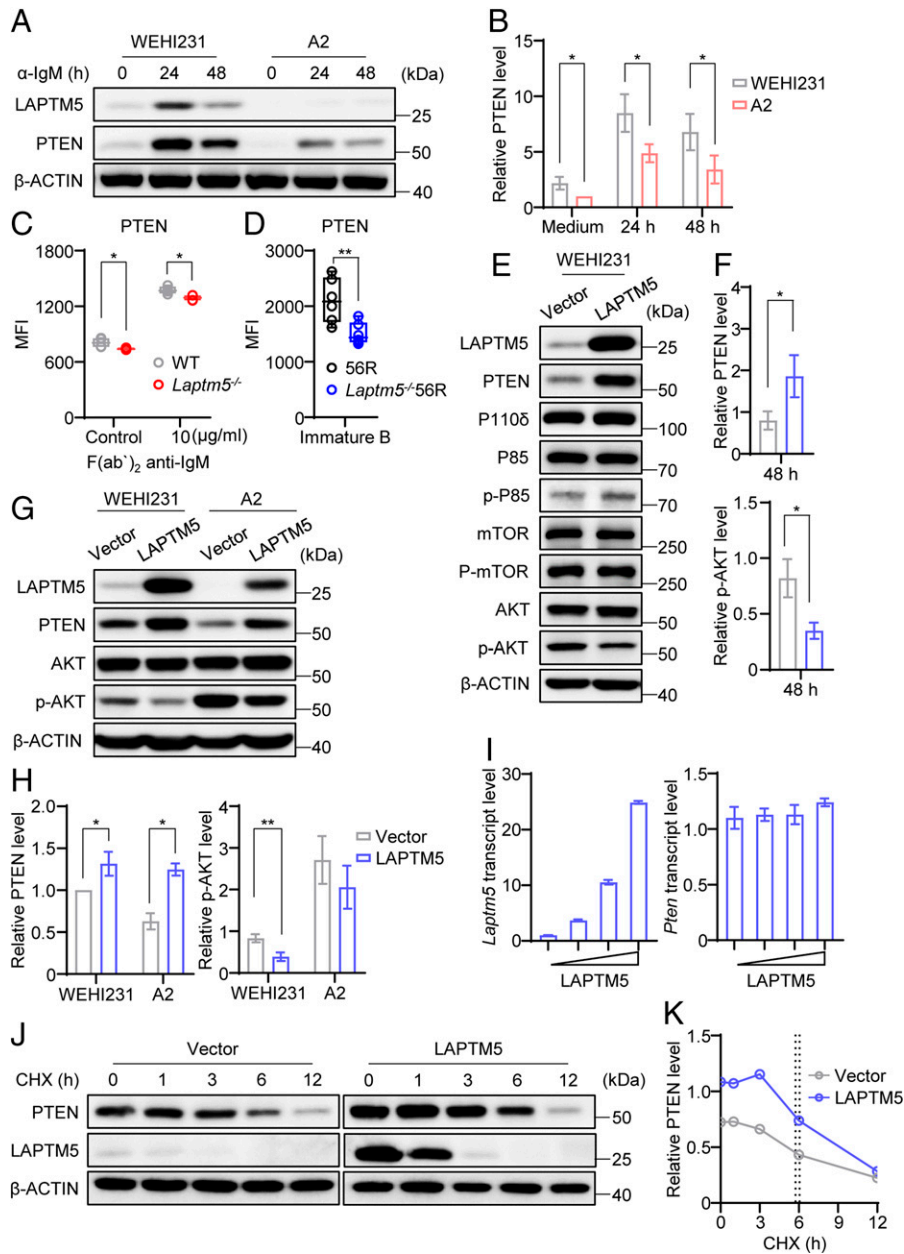 A
WEHI231 A2
α-IgM (h) 0 24 48 0 24 48 (kDa)
LAPTM5 25
PTEN 50
β-ACTIN 40
B
Relative PTEN level
15
10
5
0
* * *
WEHI231
A2
Medium 24 h 48 h
C
PTEN
MFI
1800
1200
600
0
* *
WT
Laptm5-/-
Control 10(μg/ml)
F(ab`)2 anti-IgM
D
PTEN
MFI
3000
2000
1000
0
**
56R
Laptm5-/-56R
Immature B
E
WEHI231
Vector LAPTM5 (kDa)
LAPTM5 25
PTEN 50
P110δ 100
P85 70
p-P85 70
mTOR 250
P-mTOR 250
AKT 50
p-AKT 50
β-ACTIN 40
F
Relative PTEN level
4
3
2
1
0
*
48 h
Relative p-AKT level
1.5
1.0
0.5
0.0
*
48 h
G
WEHI231 A2
Vector LAPTM5 Vector LAPTM5 (kDa)
LAPTM5 25
PTEN 50
AKT 50
p-AKT 50
β-ACTIN 40
H
Relative PTEN level
2.0
1.5
1.0
0.5
0
* *
WEHI231 A2
Relative p-AKT level
4
3
2
1
0
**
Vector
LAPTM5
WEHI231 A2
I
Laptm5 transcript level
30
20
10
0
LAPTM5
Pten transcript level
1.5
1.0
0.5
0.0
LAPTM5
J
Vector LAPTM5
CHX (h) 0 1 3 6 12 0 1 3 6 12 (kDa)
PTEN 50
LAPTM5 25
β-ACTIN 40
K
Relative PTEN level
1.5
1.0
0.5
0.0
Vector
LAPTM5
0 3 6 9 12
CHX (h)